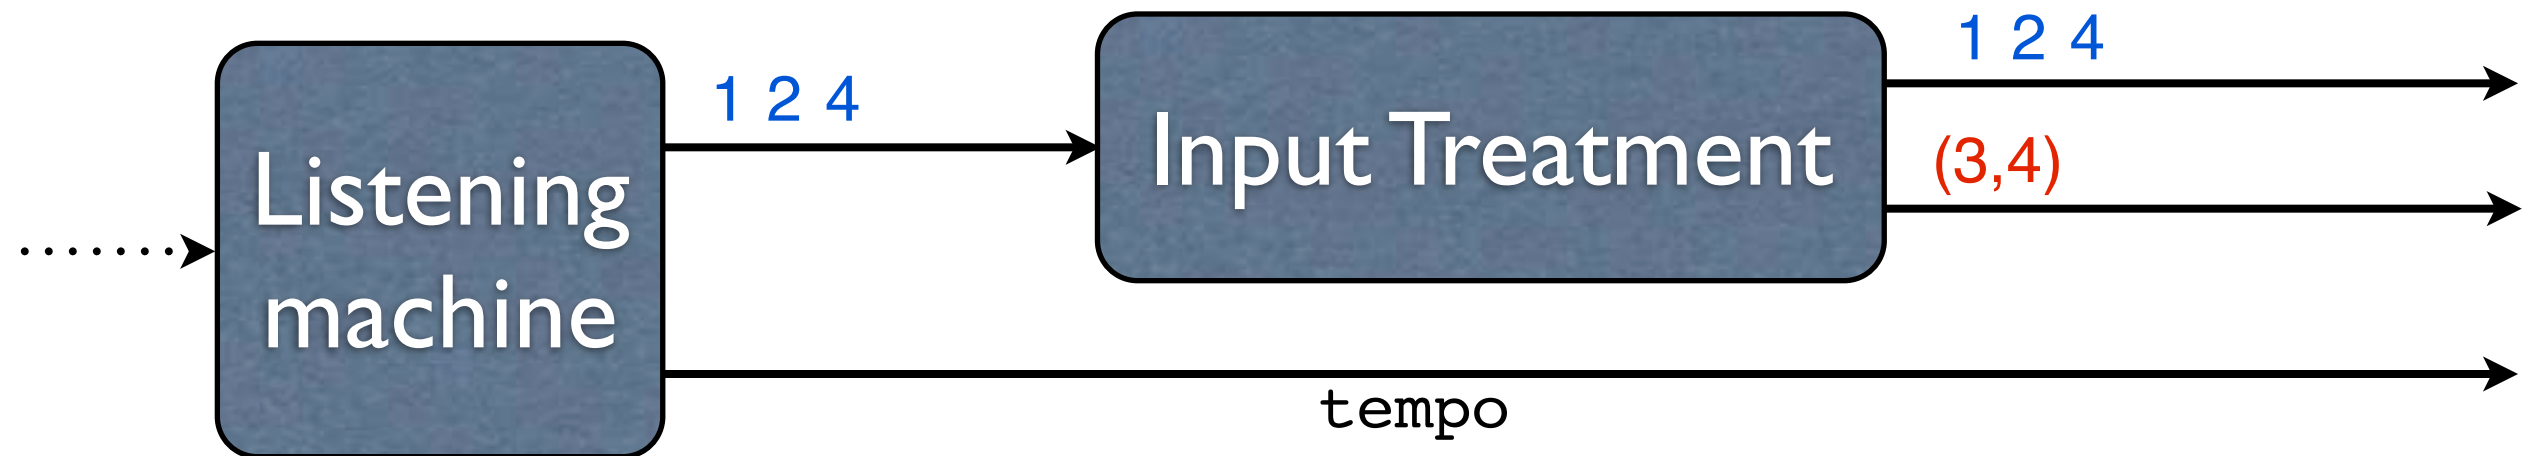 Listening
machine
1 2 4
Input Treatment
1 2 4
(3,4)
tempo